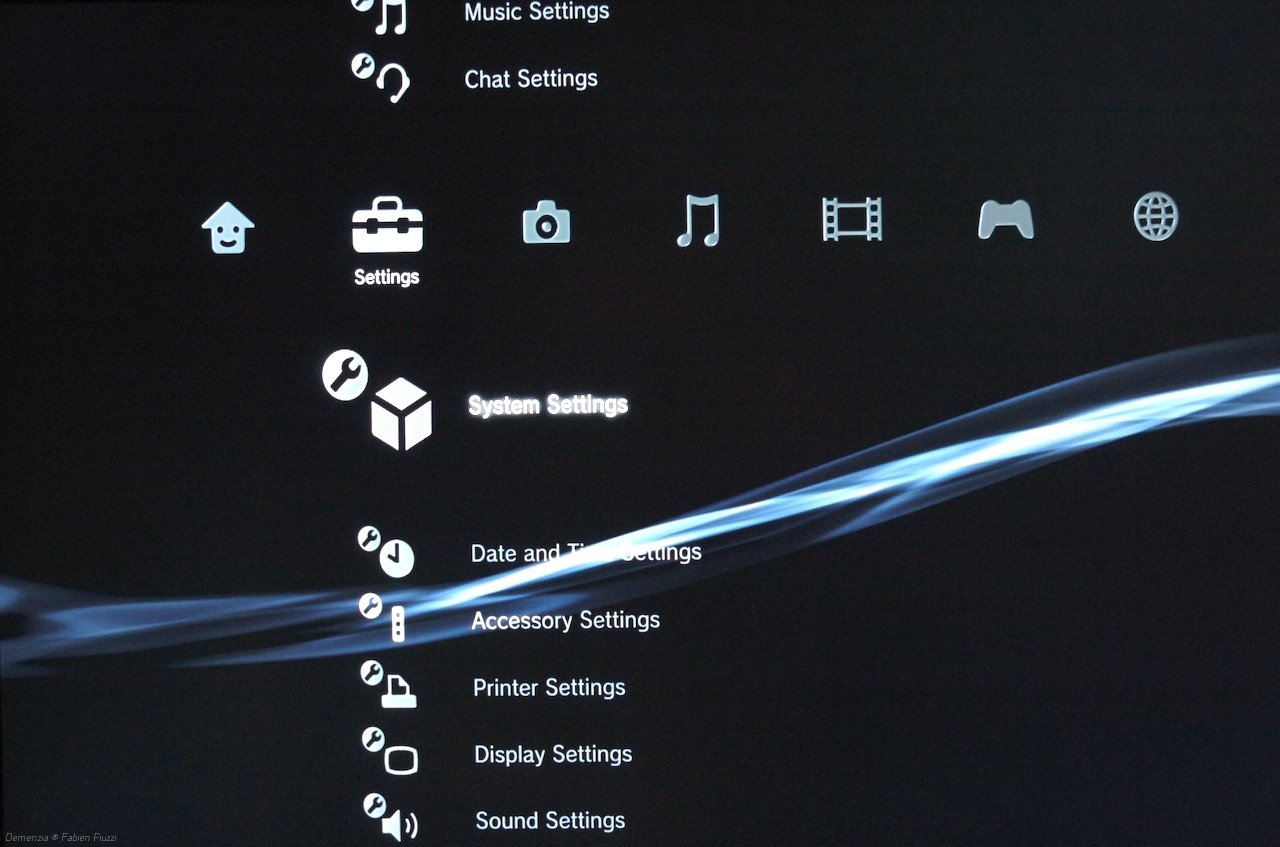 Music Settings
Chat Settings
Settings
System Settings
Date and Time Settings
Accessory Settings
Printer Settings
Display Settings
Sound Settings
Demenzia ® Fabien Fiuzzi